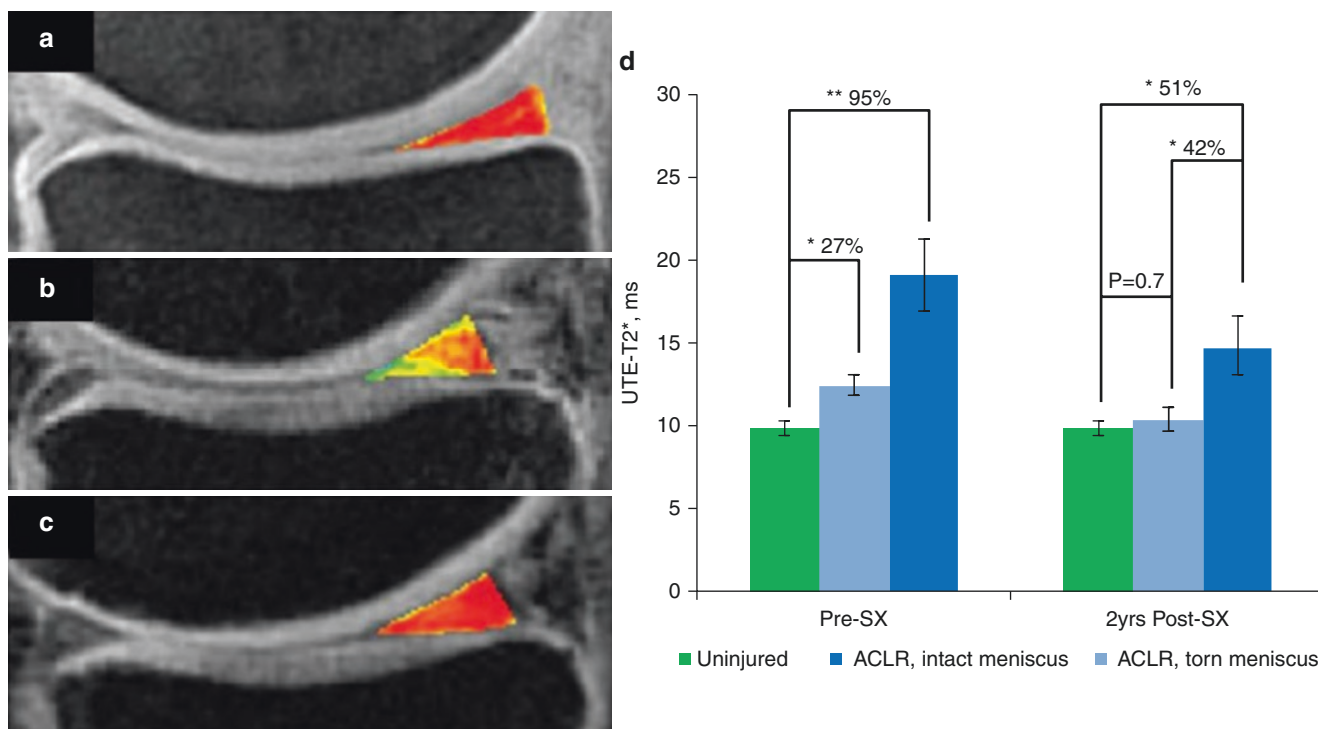 a
b
c
d
UTE-T2*, ms
30
25
20
15
10
5
0
** 95%
* 27%
* 51%
* 42%
P=0.7
Pre-SX
2yrs Post-SX
Uninjured
ACLR, intact meniscus
ACLR, torn meniscus